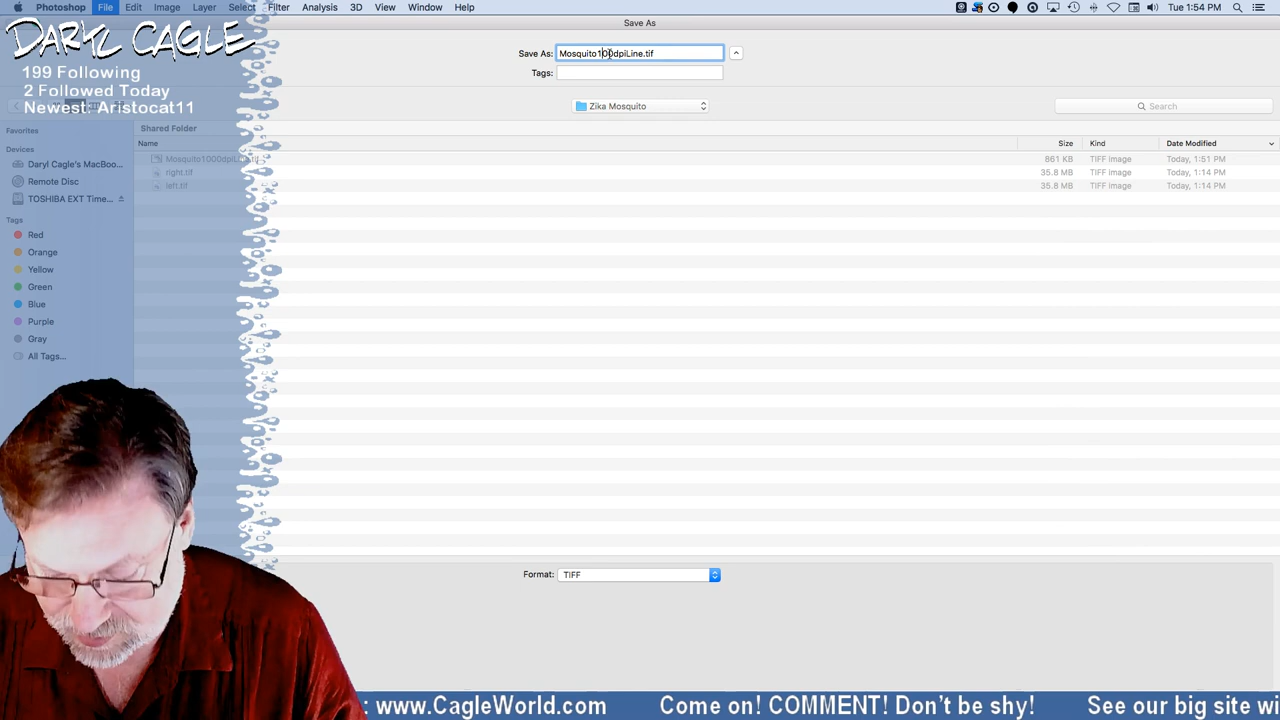 Photoshop File Edit Image Layer Select Filter Analysis 3D View Window Help Tue 1:54 PM
Save As
DARYL CAGLE
Save As: Mosquito100dpiLine.tif
199 Following
Tags:
2 Followed Today
Newest: Aristocat11
Zika Mosquito
Search
Favorites
Shared Folder
Devices
Name Size Kind Date Modified
Daryl Cagle's MacBoo...
Mosquito1000dpiLine.tif 361 KB TIFF image Today, 1:51 PM
Remote Disc
right.tif 35.6 MB TIFF image Today, 1:14 PM
left.tif TIFF image Today, 1:14 PM
TOSHIBA EXT Time...
Tags
Red
Orange
Yellow
Green
Blue
Purple
Gray
All Tags...
Format: TIFF
: www.CagleWorld.com Come on! COMMENT! Don't be shy! See our big site wi